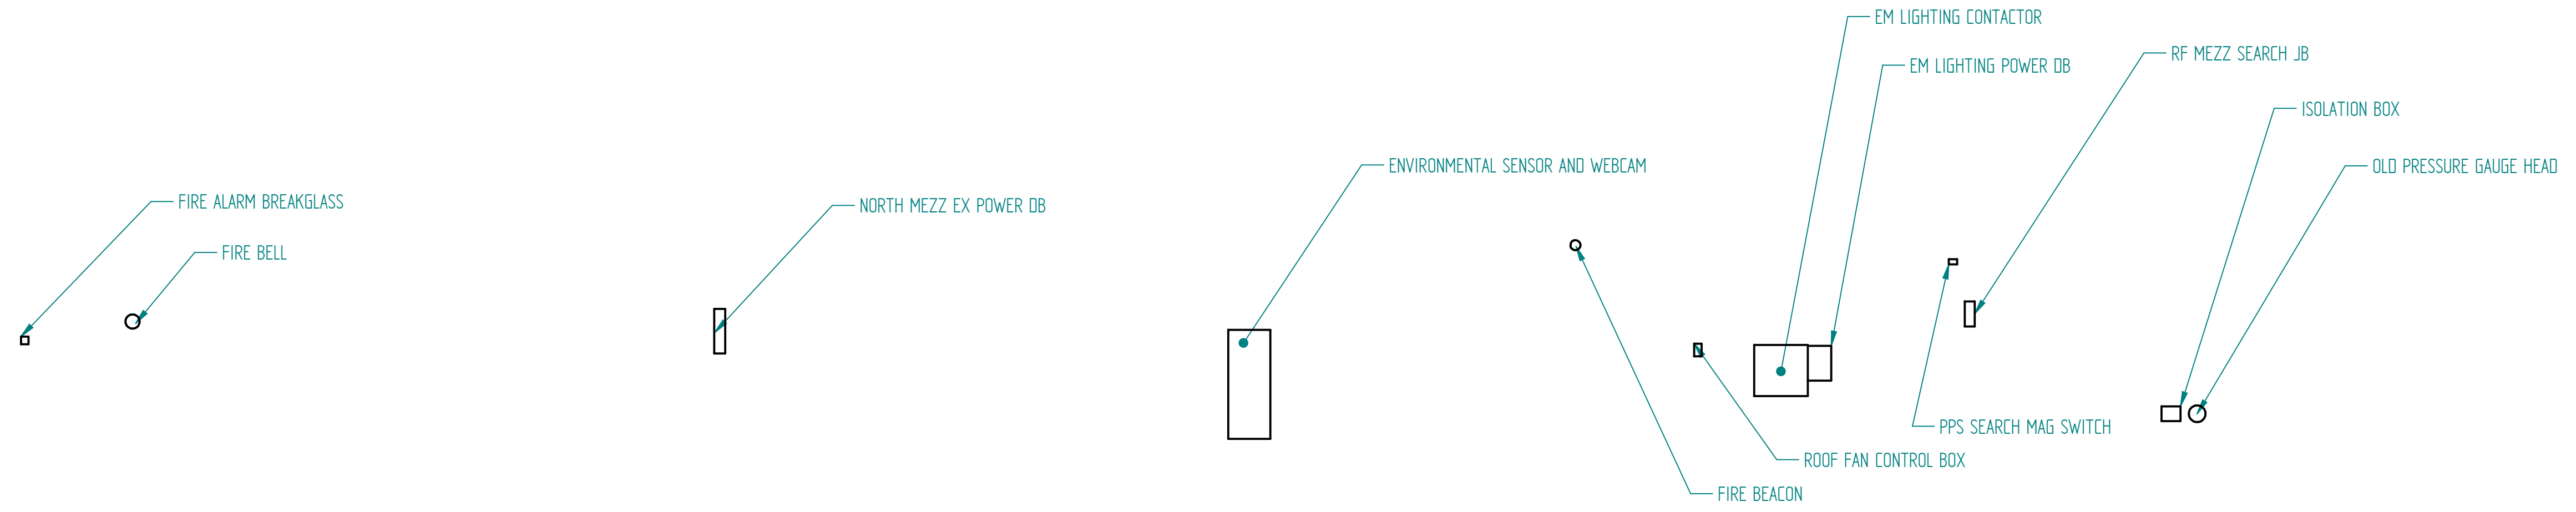 EM LIGHTING CONTACTOR
RF MEZZ SEARCH JB
EM LIGHTING POWER DB
ISOLATION BOX
ENVIRONMENTAL SENSOR AND WEBCAM
OLD PRESSURE GAUGE HEAD
FIRE ALARM BREAKGLASS
NORTH MEZZ EX POWER DB
FIRE BELL
PPS SEARCH MAG SWITCH
ROOF FAN CONTROL BOX
FIRE BEACON